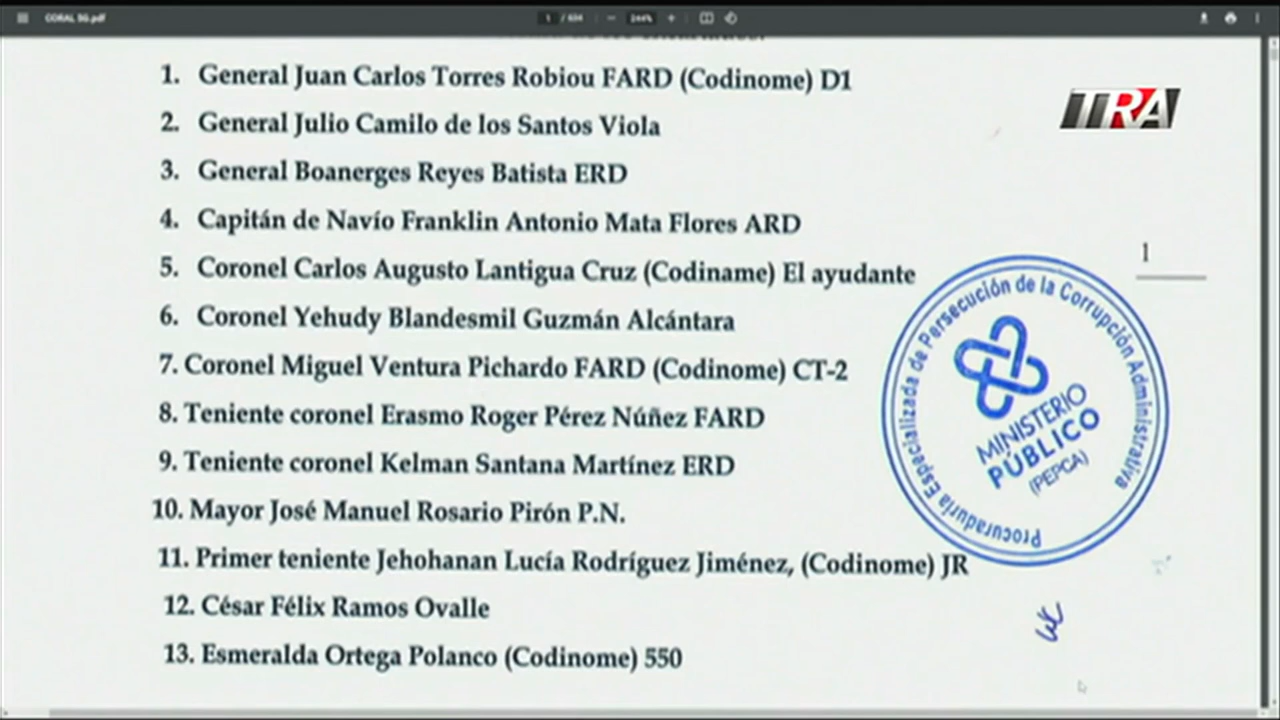 CORAL 5G.pdf
1 / 604
244%
1. General Juan Carlos Torres Robiou FARD (Codinome) D1
TRA
2. General Julio Camilo de los Santos Viola
3. General Boanerges Reyes Batista ERD
4. Capitán de Navío Franklin Antonio Mata Flores ARD
1
5. Coronel Carlos Augusto Lantigua Cruz (Codiname) El ayudante
6. Coronel Yehudy Blandesmil Guzmán Alcántara
7. Coronel Miguel Ventura Pichardo FARD (Codinome) CT-2
8. Teniente coronel Erasmo Roger Pérez Núñez FARD
9. Teniente coronel Kelman Santana Martínez ERD
10. Mayor José Manuel Rosario Pirón P.N.
11. Primer teniente Jehohanan Lucía Rodríguez Jiménez, (Codinome) JR
12. César Félix Ramos Ovalle
13. Esmeralda Ortega Polanco (Codinome) 550
Procuraduría Especializada de Persecución de la Corrupción Administrativa
MINISTERIO
PÚBLICO
(PEPCA)